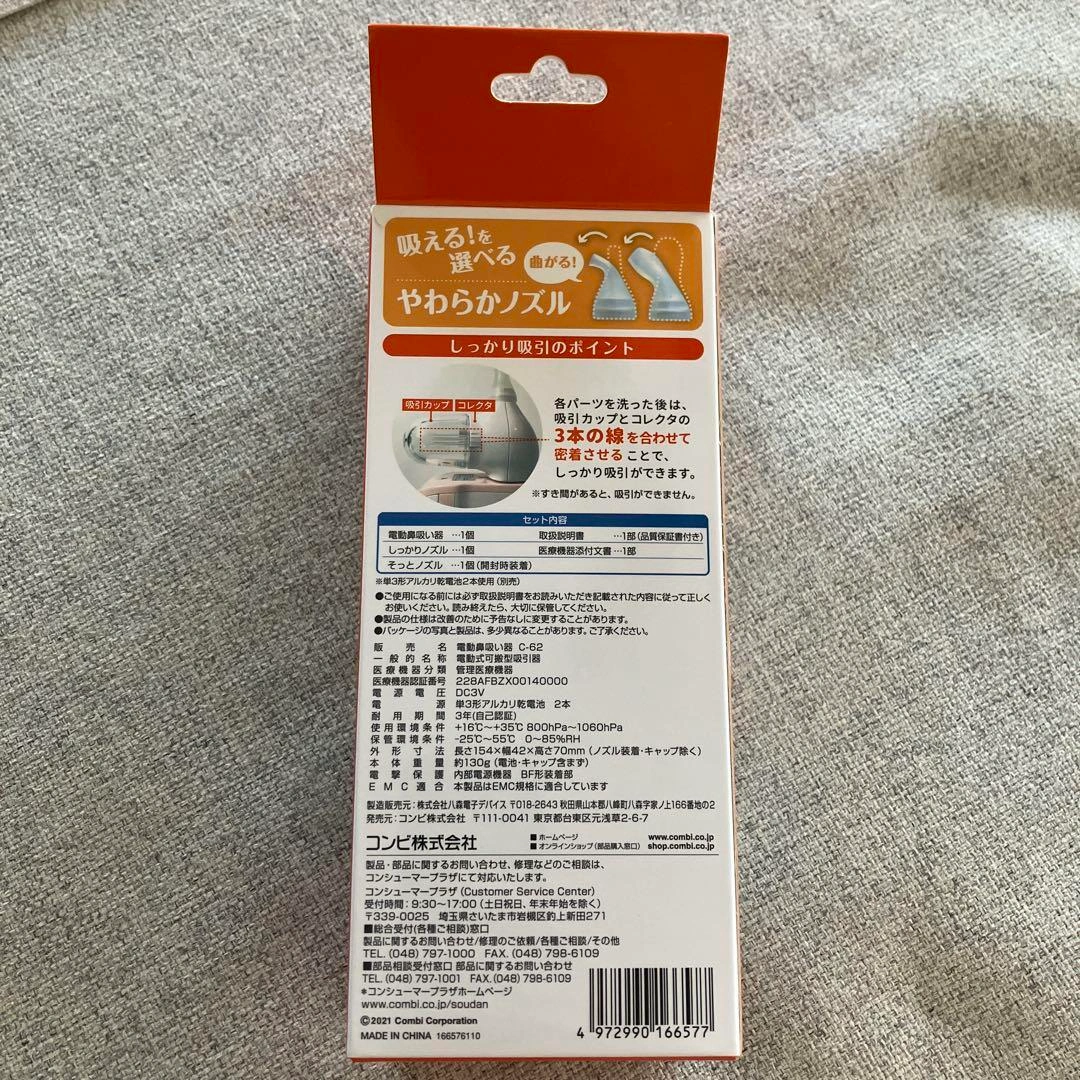 吸える!を
選べる
曲がる!
やわらかノズル
しっかり吸引のポイント
吸引カップ コレクタ
各パーツを洗った後は、
吸引カップとコレクタの
3本の線を合わせて
密着させることで、
しっかり吸引ができます。
※すき間があると、吸引ができません。
セット内容
電動鼻吸い器 …1個 取扱説明書 …1部(品質保証書付き)
しっかりノズル …1個 医療機器添付文書 …1部
そっとノズル …1個(開封時装着)
※単3形アルカリ乾電池2本使用(別売)
●ご使用になる前には必ず取扱説明書をお読みいただき記載された内容に従って正しく
お使いください。読み終えたら、大切に保管してください。
●製品の仕様は改善のために予告なしに変更することがあります。
●パッケージの写真と製品は、多少異なることがあります。ご了承ください。
販売名 電動鼻吸い器 C-62
一般的名称 電動式可搬型吸引器
医療機器分類 管理医療機器
医療機器認証番号 228AFBZX00140000
電源電圧 DC3V
電源 単3形アルカリ乾電池 2本
耐用期間 3年(自己認証)
使用環境条件 +16℃~+35℃ 800hPa~1060hPa
保管環境条件 -25℃~55℃ 0~85%RH
外形寸法 長さ154×幅42×高さ70mm(ノズル装着・キャップ除く)
本体重量 約130g(電池・キャップ含まず)
電撃保護 内部電源機器 BF形装着部
EMC適合 本製品はEMC規格に適合しています
製造販売元:株式会社八森電子デバイス 〒018-2643 秋田県山本郡八峰町八森字家ノ上166番地の2
発売元:コンビ株式会社 〒111-0041 東京都台東区元浅草2-6-7
コンビ株式会社
■ホームページ www.combi.co.jp
■オンラインショップ(部品購入窓口) shop.combi.co.jp
製品・部品に関するお問い合わせ、修理などのご相談は、
コンシューマープラザにて対応いたします。
コンシューマープラザ(Customer Service Center)
受付時間:9:30~17:00(土日祝日、年末年始を除く)
〒339-0025 埼玉県さいたま市岩槻区釣上新田271
■総合受付(各種ご相談)窓口
製品に関するお問い合わせ/修理のご依頼/各種ご相談/その他
TEL.(048)797-1000 FAX.(048)798-6109
■部品相談受付窓口 部品に関するお問い合わせ
TEL.(048)797-1001 FAX.(048)798-6109
*コンシューマープラザホームページ
www.combi.co.jp/soudan
©2021 Combi Corporation
MADE IN CHINA 166576110
4 972990 166577